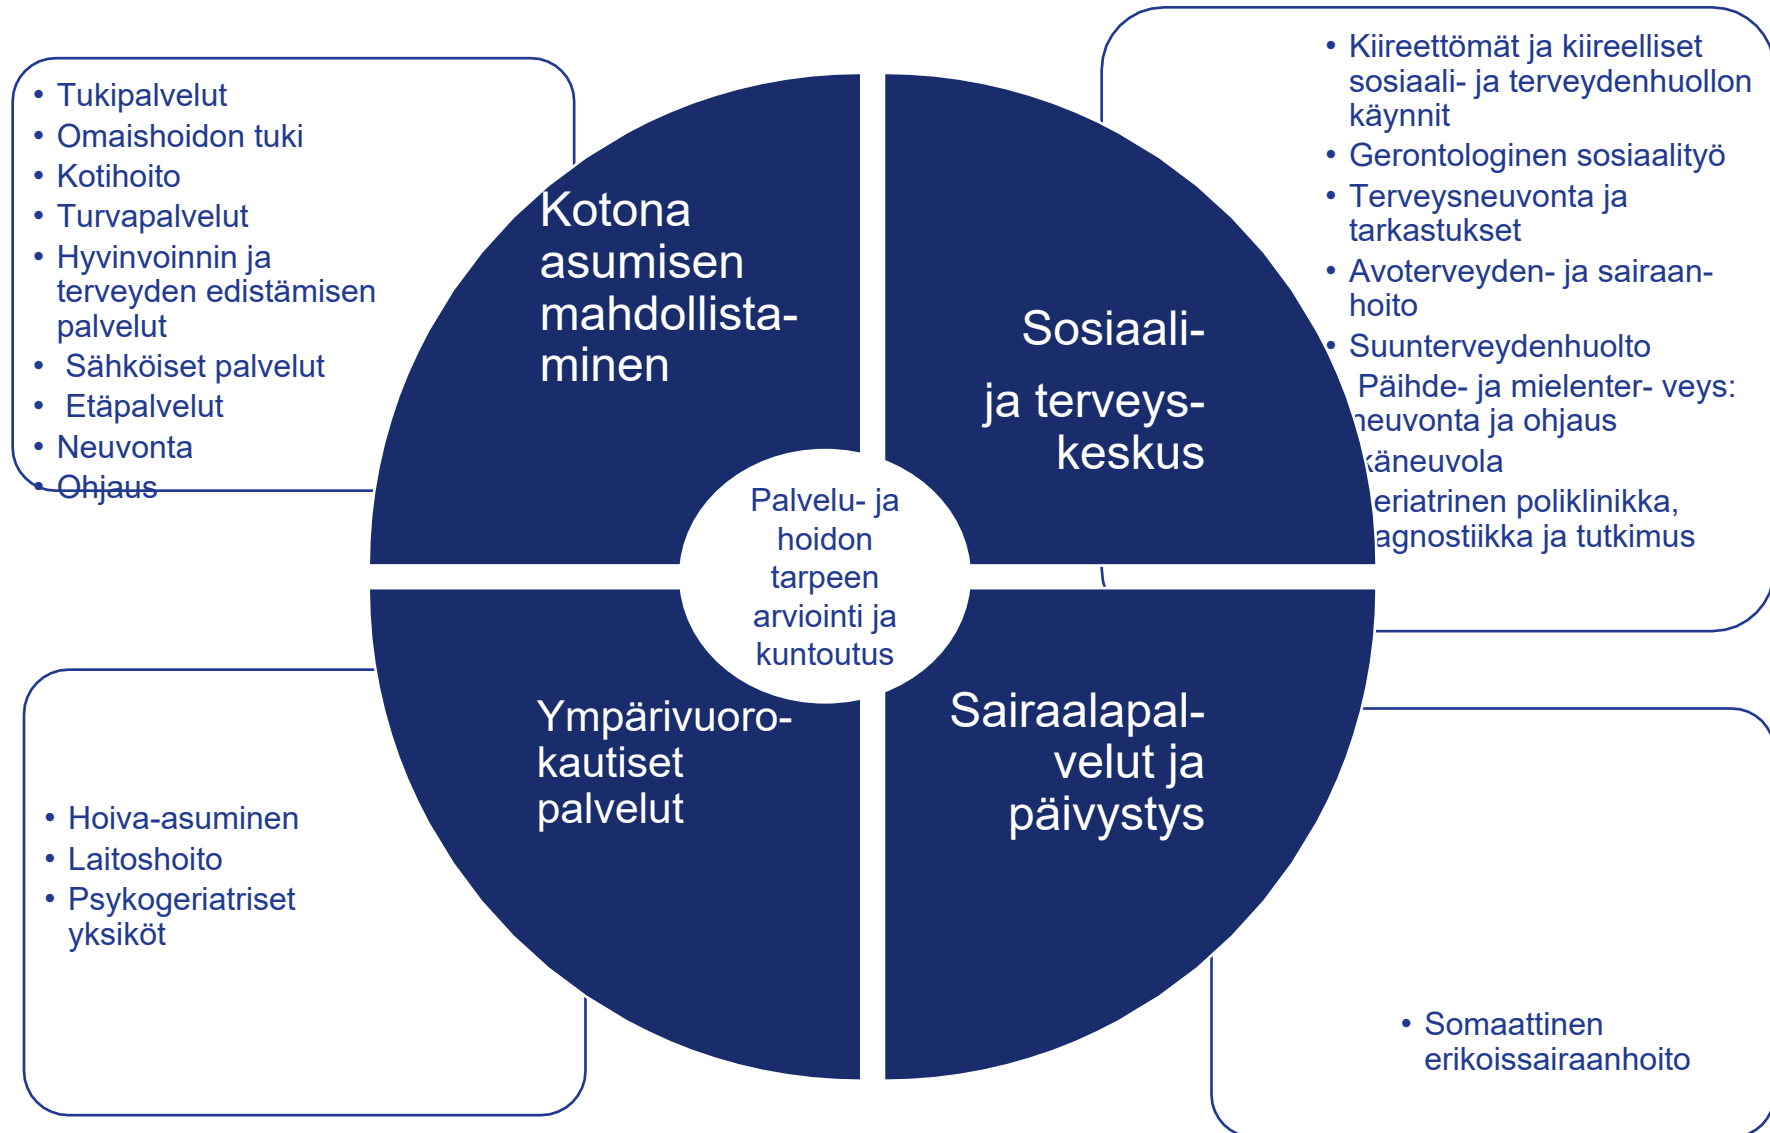 • Tukipalvelut
• Omaishoidon tuki
• Kotihoito
• Turvapalvelut
• Hyvinvoinnin ja
terveyden edistämisen
palvelut
• Sähköiset palvelut
• Etäpalvelut
• Neuvonta
• Ohjaus
Kotona
asumisen
mahdollista-
minen
• Kiireettömät ja kiireelliset
sosiaali- ja terveydenhuollon
käynnit
• Gerontologinen sosiaalityö
• Terveysneuvonta ja
tarkastukset
• Avoterveyden- ja sairaan-
hoito
• Suunterveydenhuolto
Päihde- ja mielenter- veys:
neuvonta ja ohjaus
käneuvola
eriatrinen poliklinikka,
agnostiikka ja tutkimus
Sosiaali-
ja terveys-
keskus
Palvelu- ja
hoidon
tarpeen
arviointi ja
kuntoutus
Ympärivuoro-
kautiset
palvelut
• Hoiva-asuminen
• Laitoshoito
• Psykogeriatriset
yksiköt
Sairaalapal-
velut ja
päivystys
• Somaattinen
erikoissairaanhoito